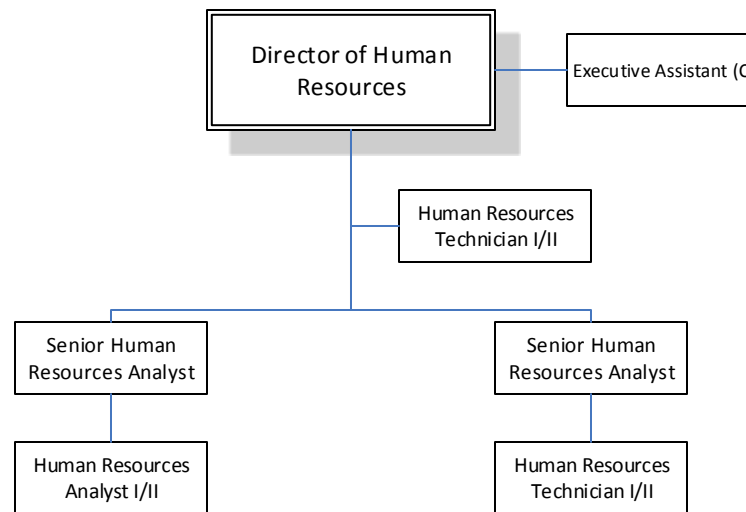 Director of Human
Resources
Executive Assistant (
Human Resources
Technician I/II
Senior Human
Resources Analyst
Senior Human
Resources Analyst
Human Resources
Analyst I/II
Human Resources
Technician I/II